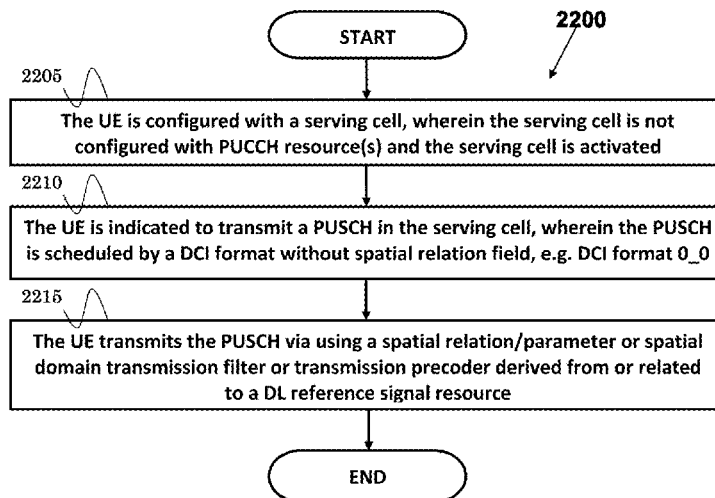 START
2200
2205
The UE is configured with a serving cell, wherein the serving cell is not
configured with PUCCH resource(s) and the serving cell is activated
2210
The UE is indicated to transmit a PUSCH in the serving cell, wherein the PUSCH
is scheduled by a DCI format without spatial relation field, e.g. DCI format 0_0
2215
The UE transmits the PUSCH via using a spatial relation/parameter or spatial
domain transmission filter or transmission precoder derived from or related
to a DL reference signal resource
END